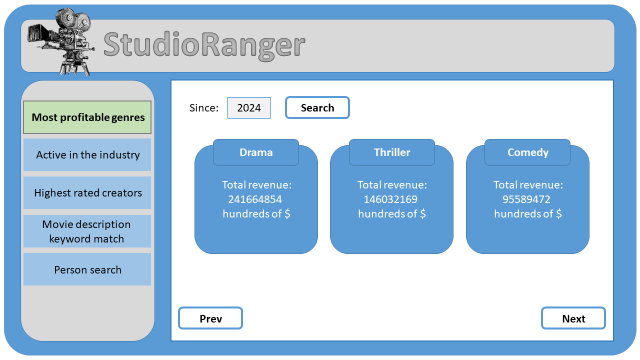 StudioRanger
Most profitable genres
Active in the industry
Highest rated creators
Movie description
keyword match
Person search
Since: 2024 Search
Drama
Total revenue:
241664854
hundreds of $
Thriller
Total revenue:
146032169
hundreds of $
Comedy
Total revenue:
95589472
hundreds of $
Prev
Next